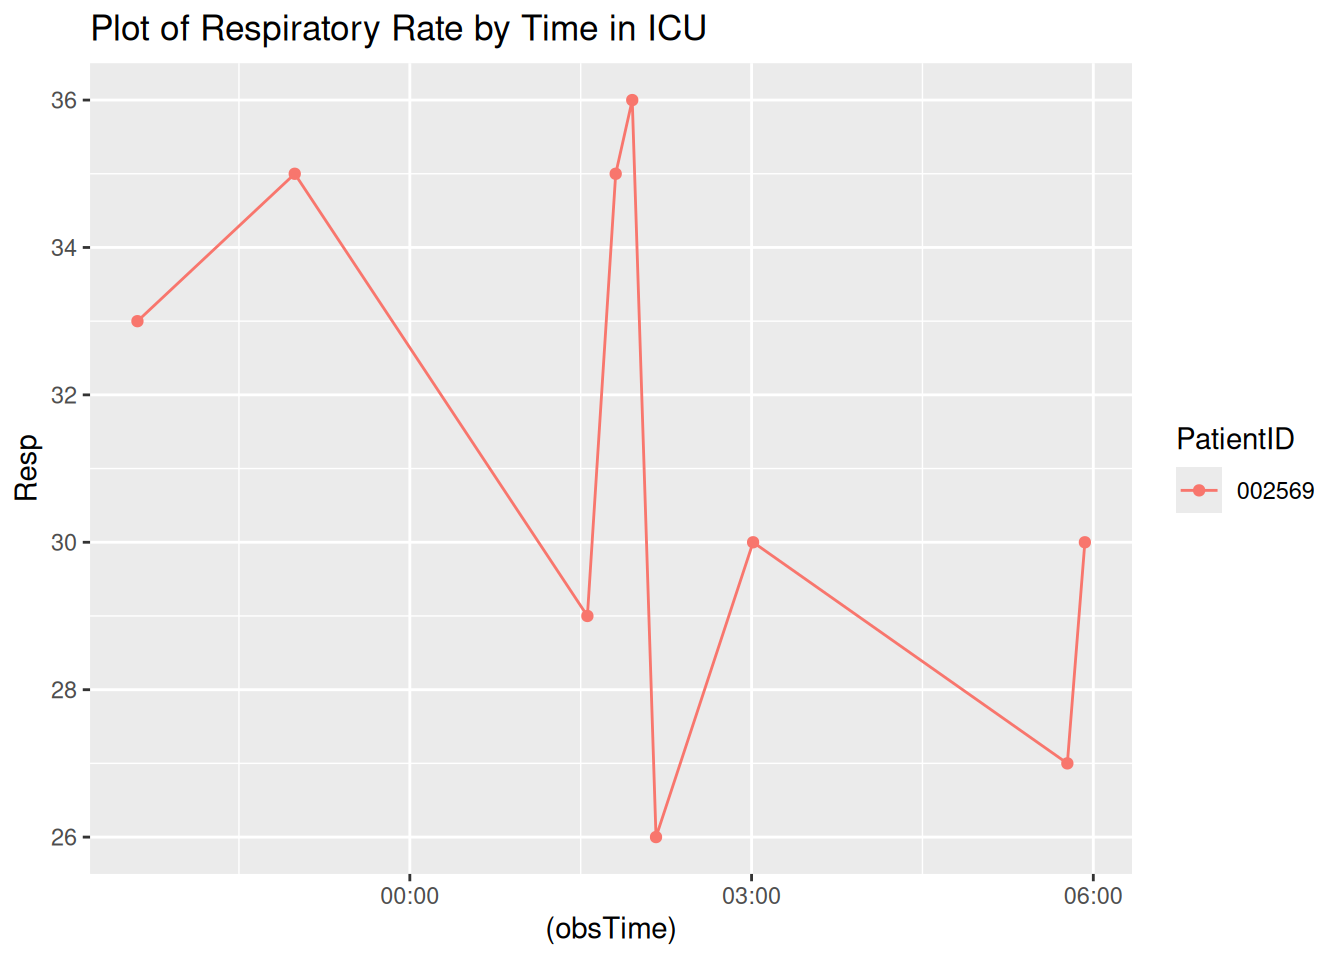 Plot of Respiratory Rate by Time in ICU
36
34
32
30
28
26
Resp
00:00 03:00 06:00
(obsTime)
PatientID
002569